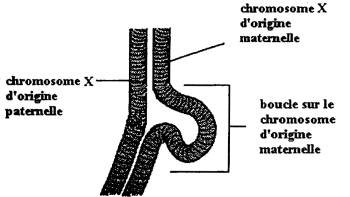 chromosome X
d'origine
maternelle
chromosome X
d'origine
paternelle
boucle sur le
chromosome
d'origine
maternelle